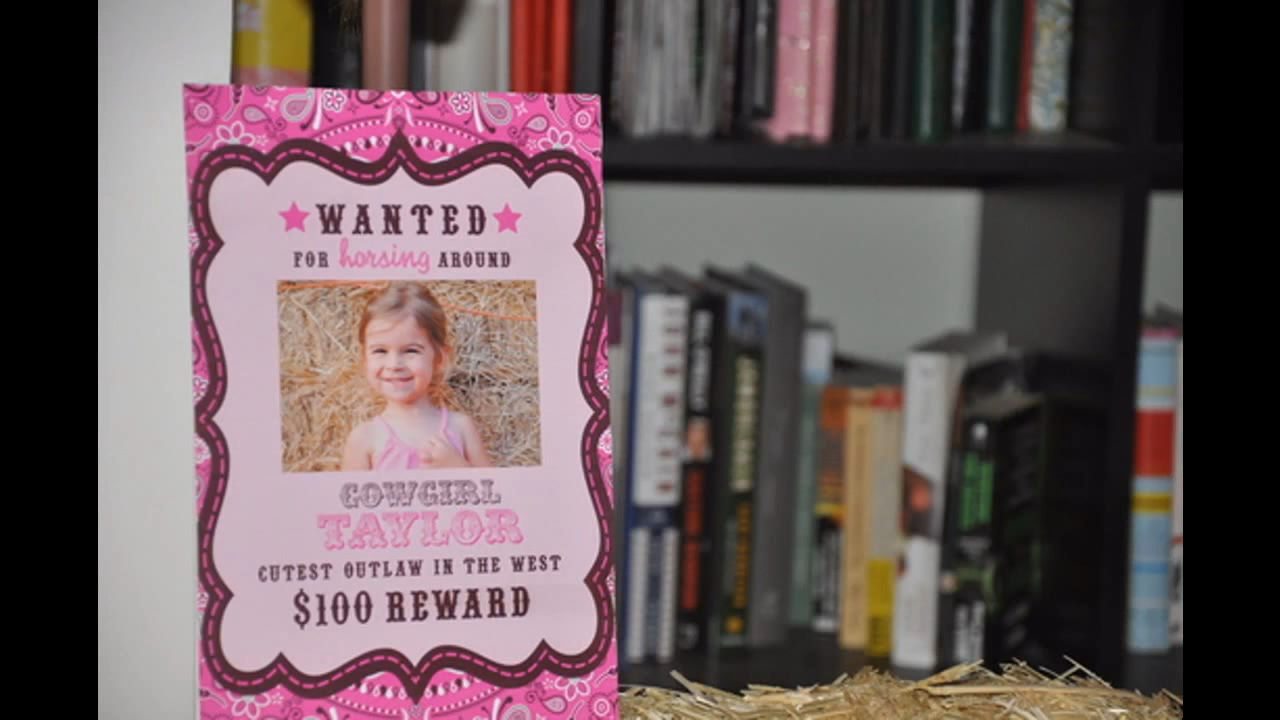 WANTED
FOR horsing AROUND
COWGIRL
TAYLOR
CUTEST OUTLAW IN THE WEST
$100 REWARD